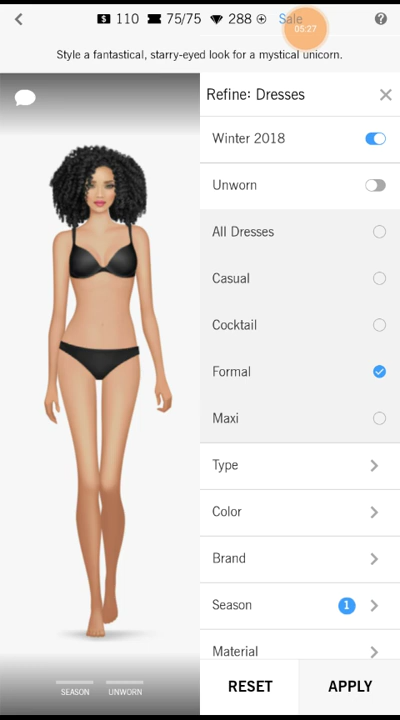 110 75/75 288 Sale
05:27
Style a fantastical, starry-eyed look for a mystical unicorn.
Refine: Dresses
Winter 2018
Unworn
All Dresses
Casual
Cocktail
Formal
Maxi
Type
Color
Brand
Season 1
Material
SEASON UNWORN
RESET APPLY